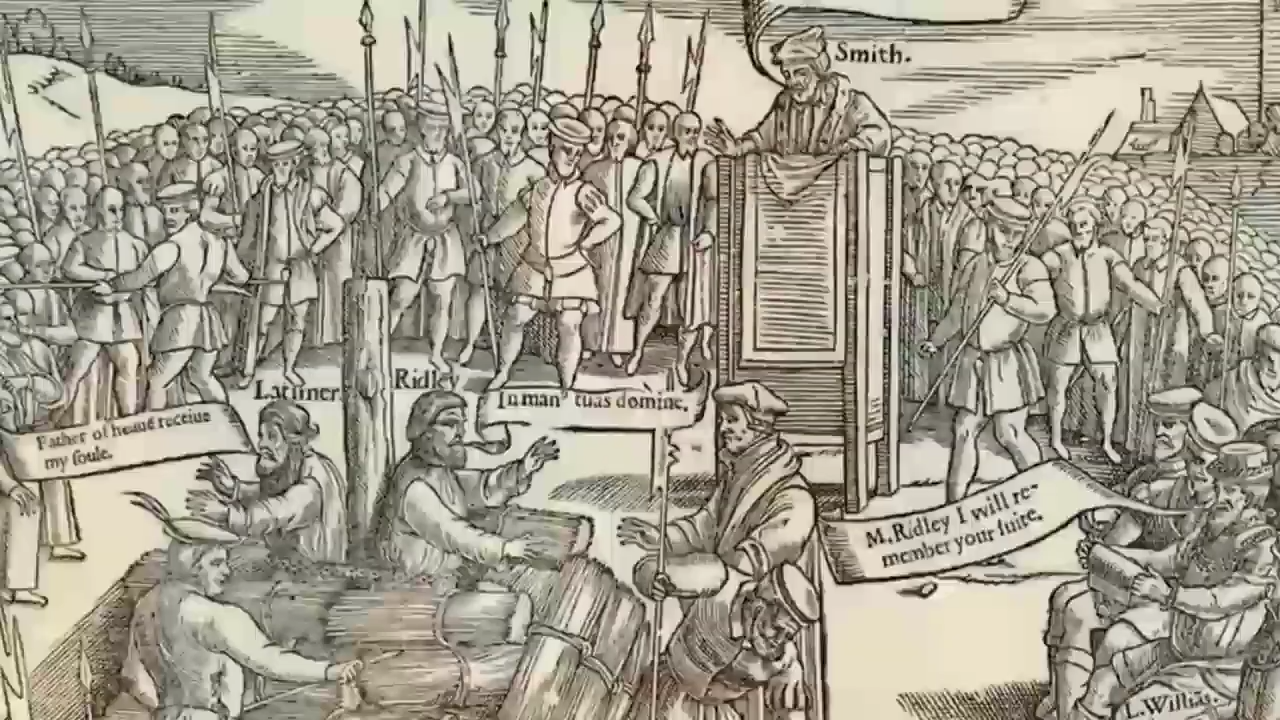 Smith.
Latimer
Ridley
In man' tuas domine.
Father of heauē receiue
my ſoule.
M. Ridley I will re-
member your ſuite.
L. Williās.